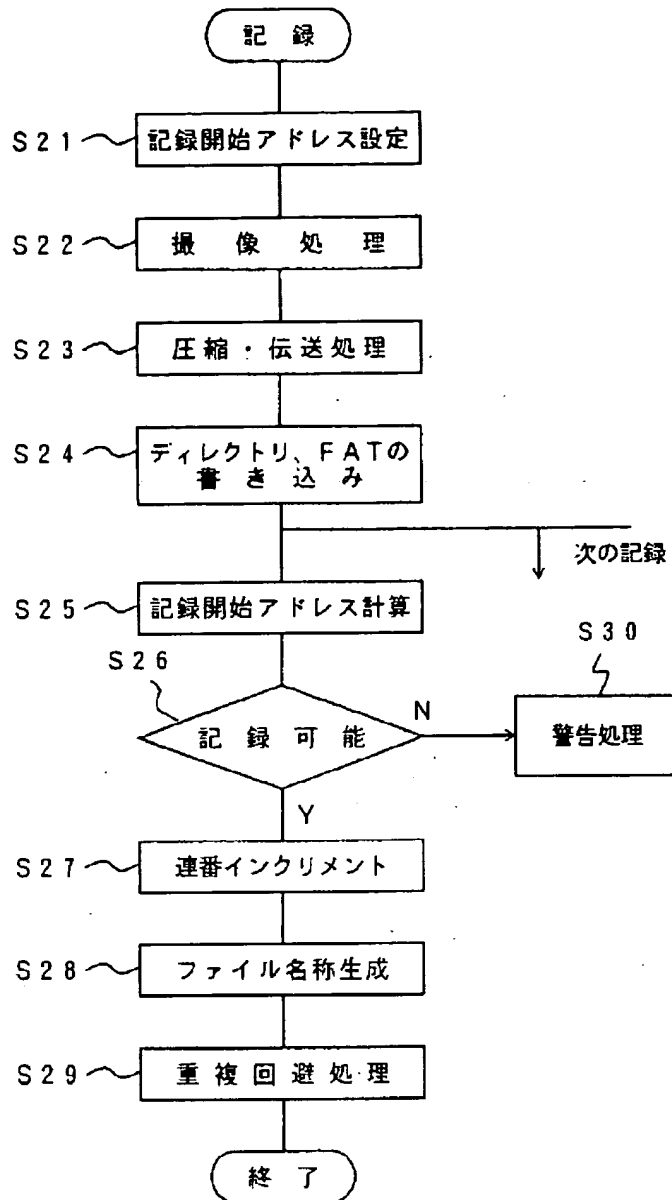 記録
S21
記録開始アドレス設定
S22
撮像処理
S23
圧縮・伝送処理
S24
ディレクトリ、FATの
書き込み
次の記録
S25
記録開始アドレス計算
S26
S30
記録可能
N
警告処理
Y
S27
連番インクリメント
S28
ファイル名称生成
S29
重複回避処理
終了